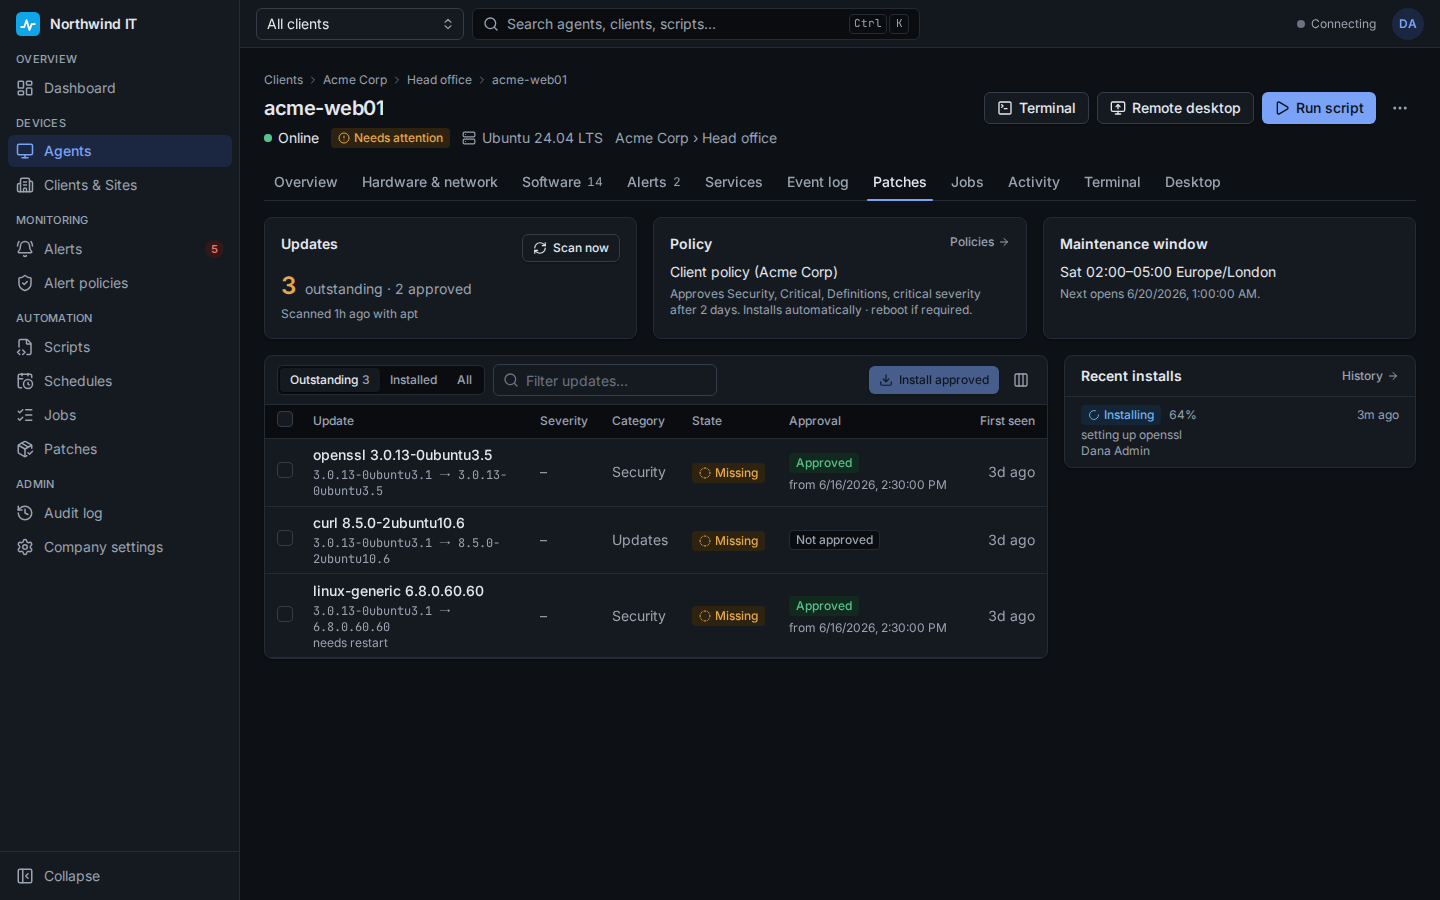 Northwind IT
All clients
Search agents, clients, scripts...
Ctrl K
Connecting
DA
OVERVIEW
Dashboard
DEVICES
Agents
Clients & Sites
MONITORING
Alerts
5
Alert policies
AUTOMATION
Scripts
Schedules
Jobs
Patches
ADMIN
Audit log
Company settings
Collapse
Clients > Acme Corp > Head office > acme-web01
acme-web01
Terminal
Remote desktop
Run script
Online
Needs attention
Ubuntu 24.04 LTS
Acme Corp › Head office
Overview
Hardware & network
Software 14
Alerts 2
Services
Event log
Patches
Jobs
Activity
Terminal
Desktop
Updates
Scan now
3 outstanding · 2 approved
Scanned 1h ago with apt
Policy
Policies →
Client policy (Acme Corp)
Approves Security, Critical, Definitions, critical severity
after 2 days. Installs automatically · reboot if required.
Maintenance window
Sat 02:00–05:00 Europe/London
Next opens 6/20/2026, 1:00:00 AM.
Outstanding 3
Installed
All
Filter updates...
Install approved
Update
Severity
Category
State
Approval
First seen
openssl 3.0.13-0ubuntu3.5
3.0.13-0ubuntu3.1 → 3.0.13-
0ubuntu3.5
–
Security
Missing
Approved
from 6/16/2026, 2:30:00 PM
3d ago
curl 8.5.0-2ubuntu10.6
3.0.13-0ubuntu3.1 → 8.5.0-
2ubuntu10.6
–
Updates
Missing
Not approved
3d ago
linux-generic 6.8.0.60.60
3.0.13-0ubuntu3.1 →
6.8.0.60.60
needs restart
–
Security
Missing
Approved
from 6/16/2026, 2:30:00 PM
3d ago
Recent installs
History →
Installing
64%
3m ago
setting up openssl
Dana Admin